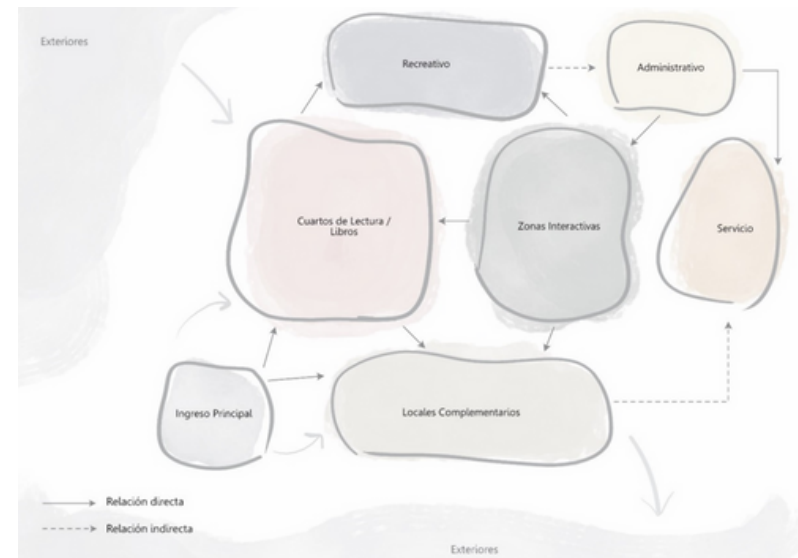 Exteriores
Recreativo
Administrativo
Cuartos de Lectura /
Libros
Zonas Interactivas
Servicio
Ingreso Principal
Locales Complementarios
Relación directa
Relación indirecta
Exteriores